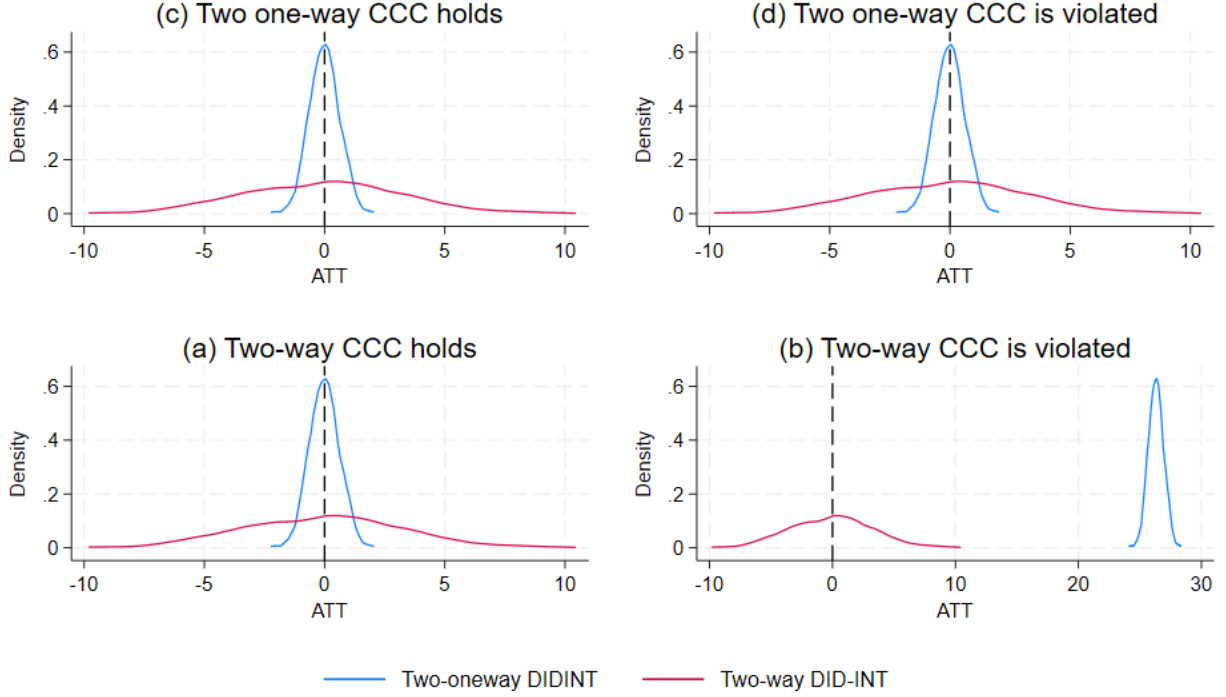 (c) Two one-way CCC holds
Density
.6
.4
.2
0
-10 -5 0 5 10
ATT
(d) Two one-way CCC is violated
Density
.6
.4
.2
0
-10 -5 0 5 10
ATT
(a) Two-way CCC holds
Density
.6
.4
.2
0
-10 -5 0 5 10
ATT
(b) Two-way CCC is violated
Density
.6
.4
.2
0
-10 0 10 20 30
ATT
Two-oneway DIDINT Two-way DID-INT